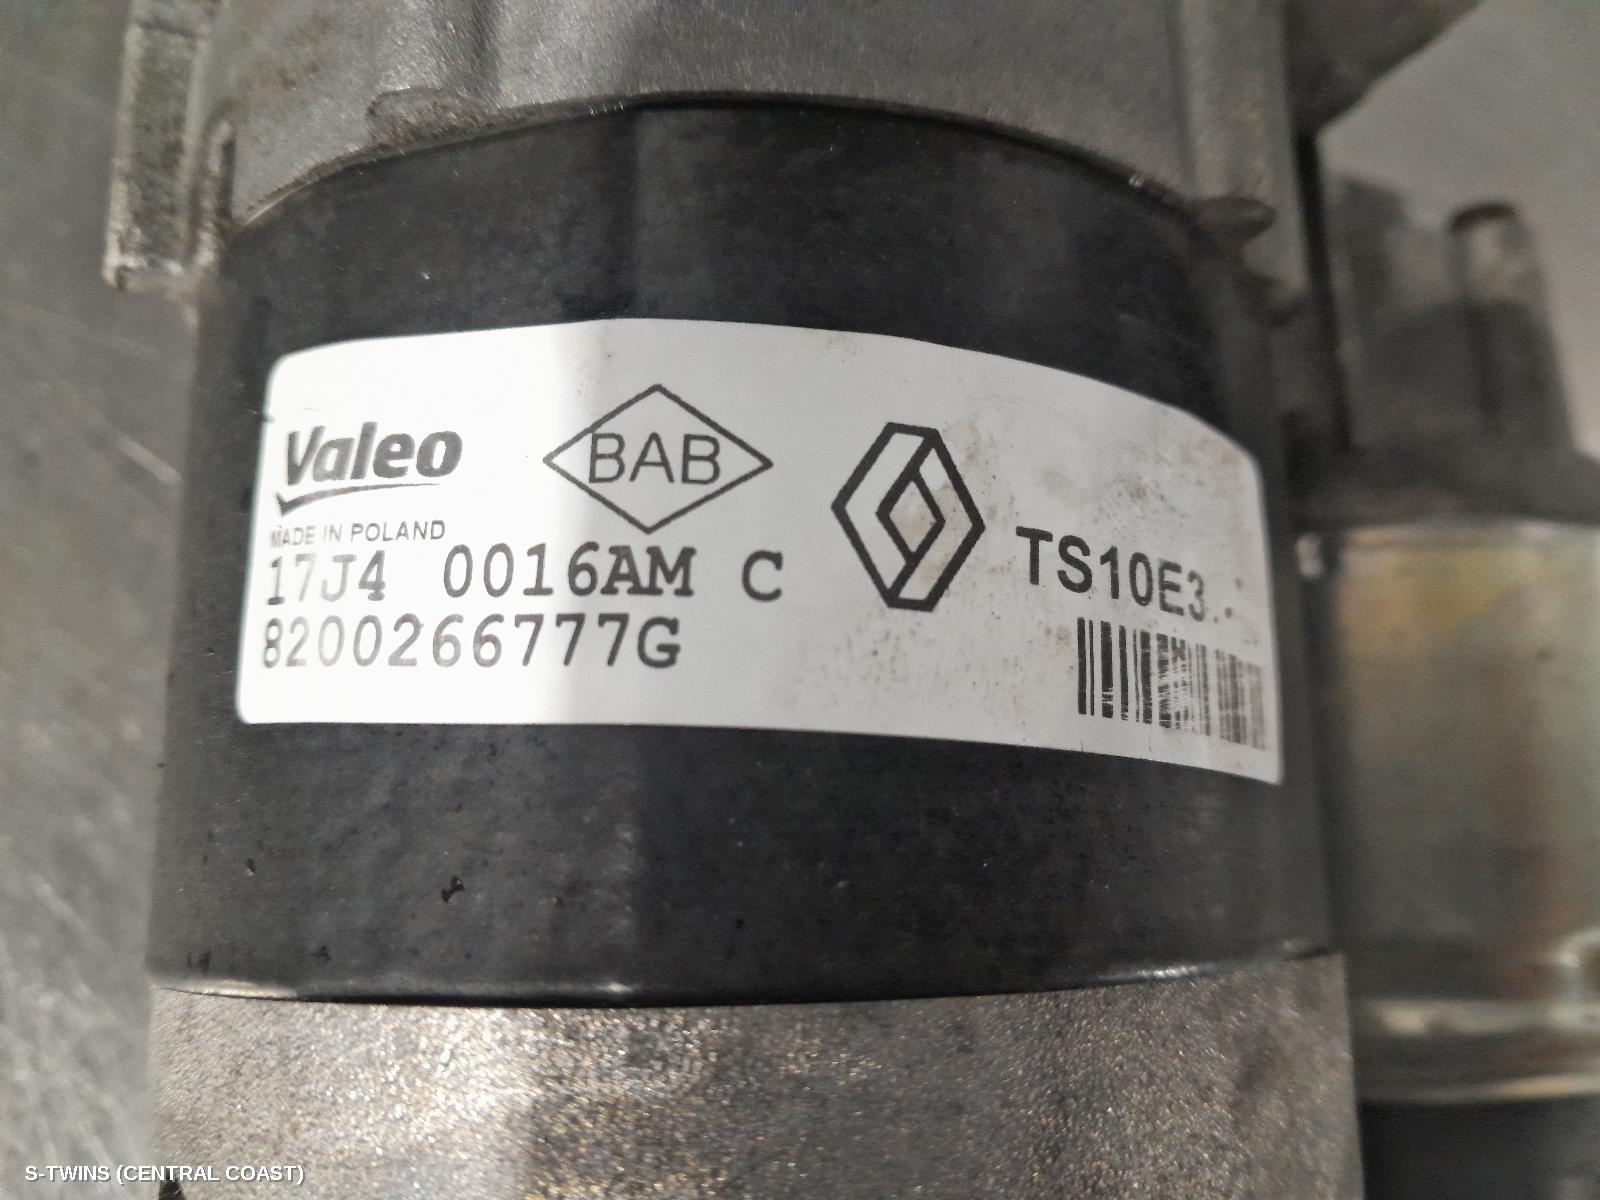 Valeo
MADE IN POLAND
BAB
17J4 0016AM C
8200266777G
TS10E3
S-TWINS (CENTRAL COAST)